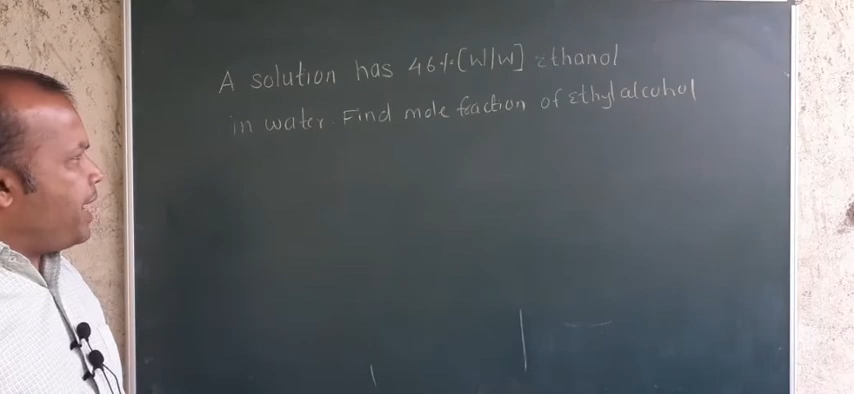 A solution has 46%[W/W] Ethanol
in water. Find mole fraction of Ethyl alcohol